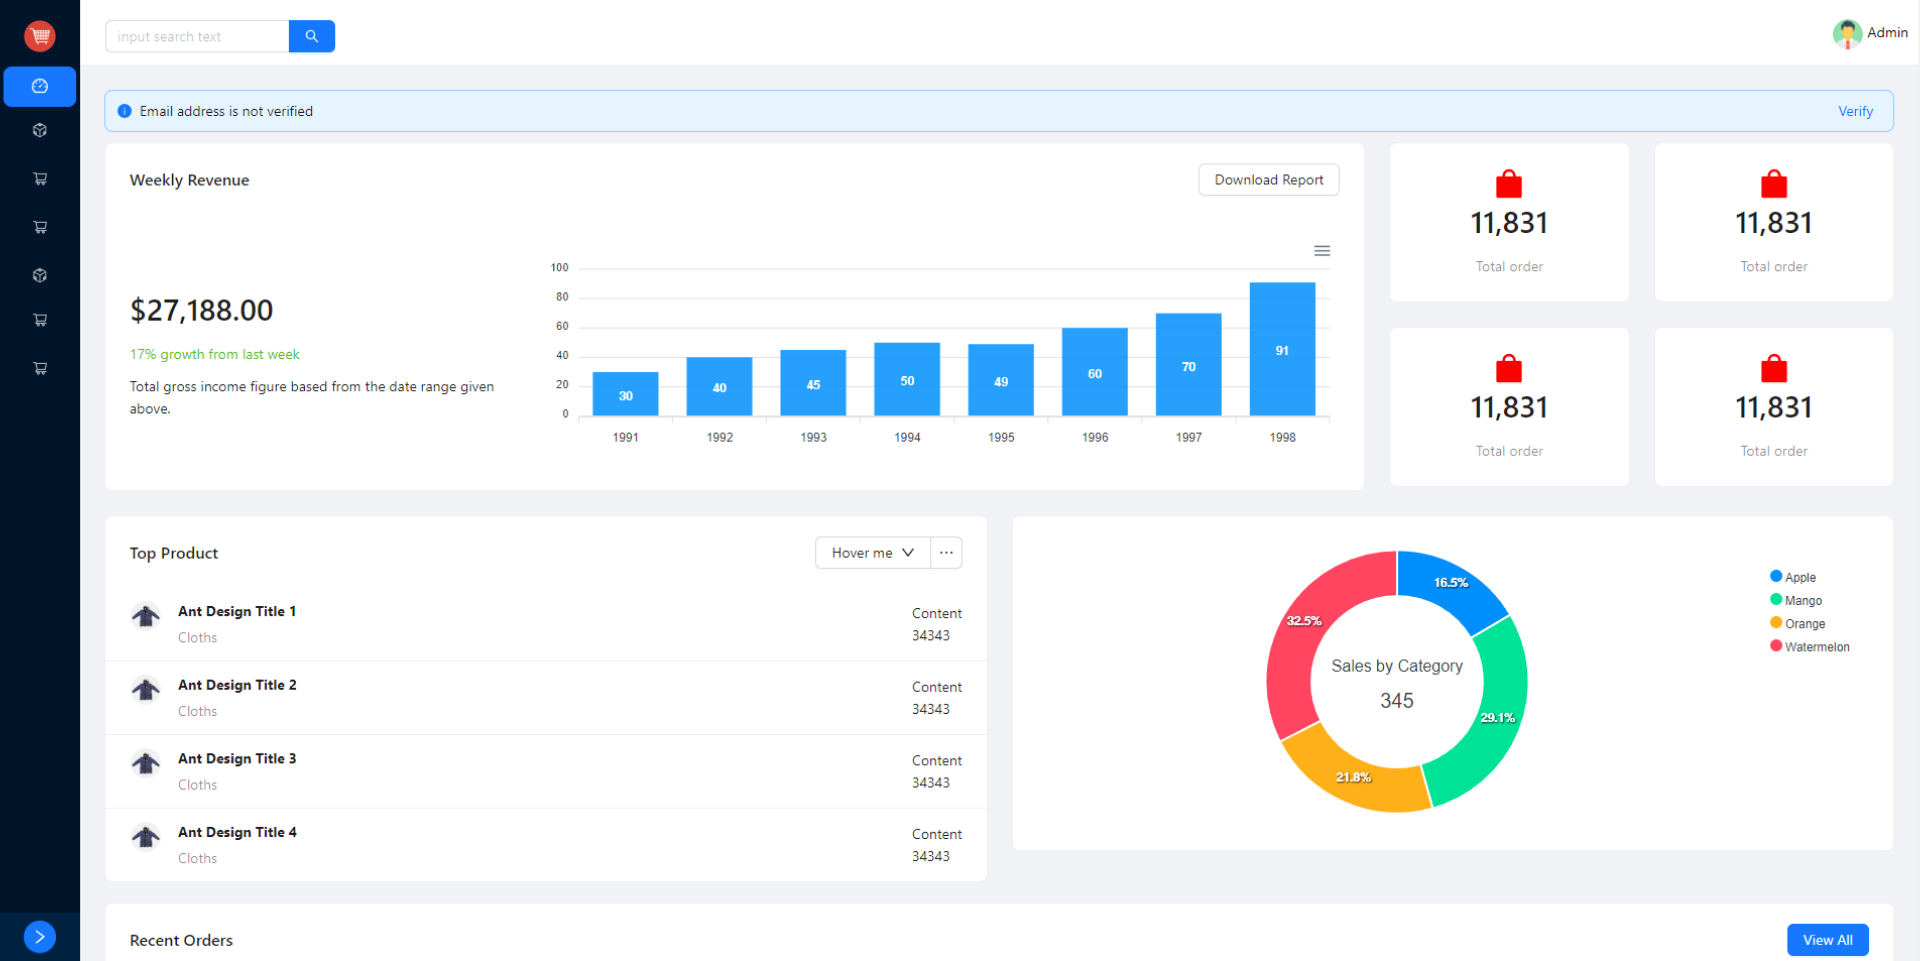 input search text
Admin
Email address is not verified
Verify
Weekly Revenue
Download Report
$27,188.00
17% growth from last week
Total gross income figure based from the date range given
above.
100
80
60
40
20
0
30
40
45
50
49
60
70
91
1991
1992
1993
1994
1995
1996
1997
1998
11,831
Total order
11,831
Total order
11,831
Total order
11,831
Total order
Top Product
Hover me
Ant Design Title 1
Cloths
Content
34343
Ant Design Title 2
Cloths
Content
34343
Ant Design Title 3
Cloths
Content
34343
Ant Design Title 4
Cloths
Content
34343
16.5%
29.1%
21.8%
32.5%
Sales by Category
345
Apple
Mango
Orange
Watermelon
Recent Orders
View All